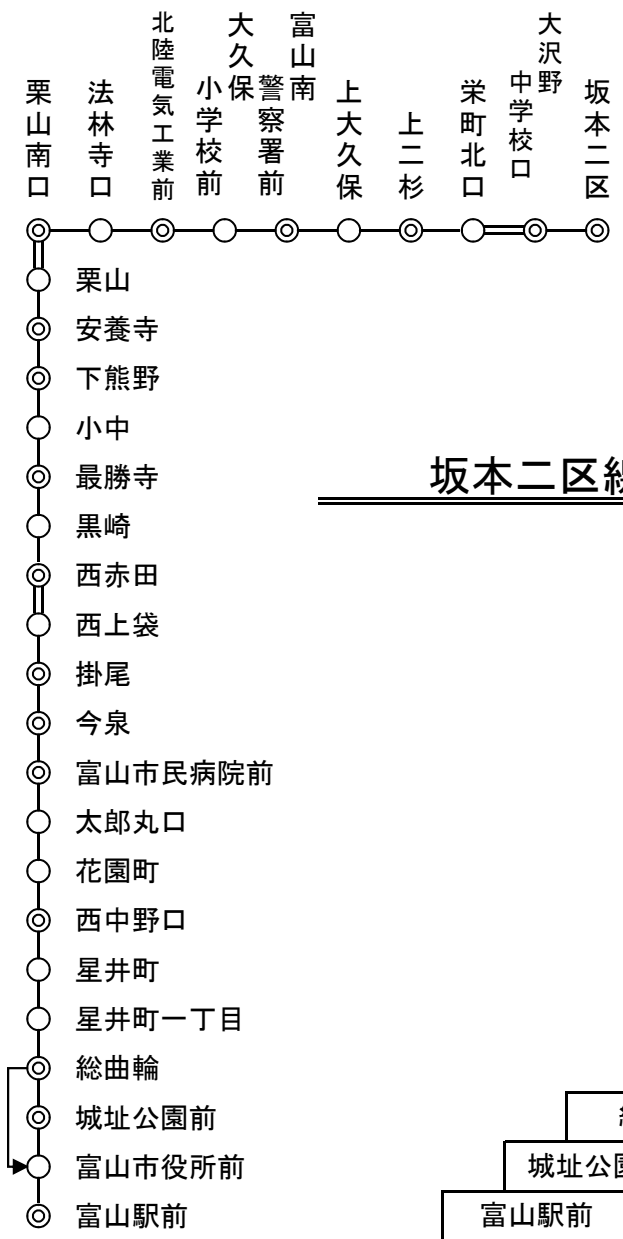 栗山南口
法林寺口
北陸電気工業前
大久保
小学校前
富山南
警察署前
上大久保
上二杉
栄町北口
大沢野
中学校口
坂本二区
栗山
安養寺
下熊野
小中
最勝寺
黒崎
西赤田
西上袋
掛尾
今泉
富山市民病院前
太郎丸口
花園町
西中野口
星井町
星井町一丁目
総曲輪
城址公園前
富山市役所前
富山駅前
坂本二区
城址公
富山駅前